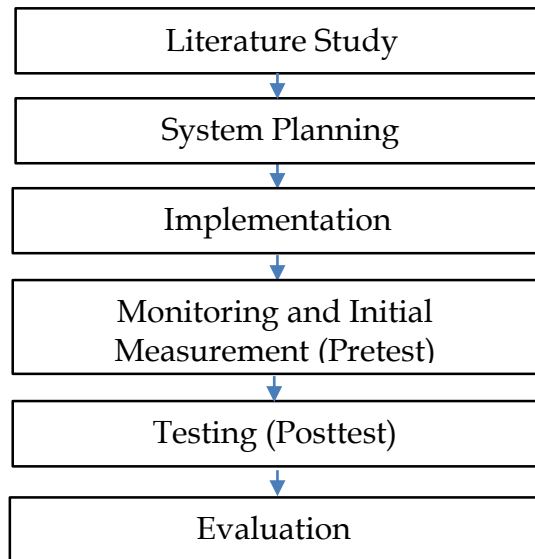 Literature Study
System Planning
Implementation
Monitoring and Initial
Measurement (Pretest)
Testing (Posttest)
Evaluation